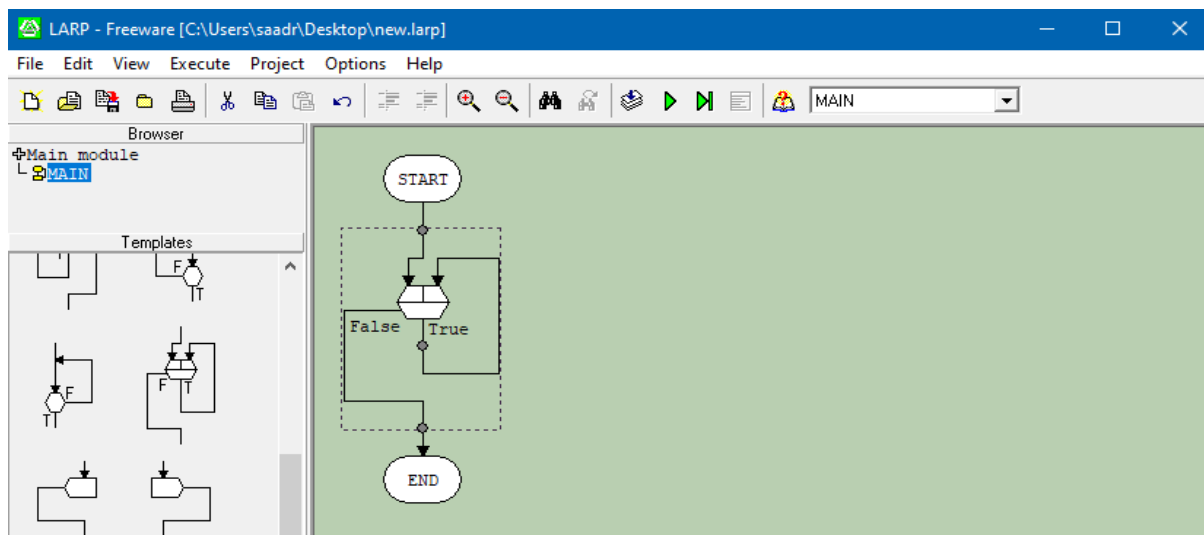 LARP - Freeware [C:\Users\saadr\Desktop\new.larp]
File Edit View Execute Project Options Help
MAIN
Browser
Main module
MAIN
Templates
F
T
F
T
F
T
START
False
True
END